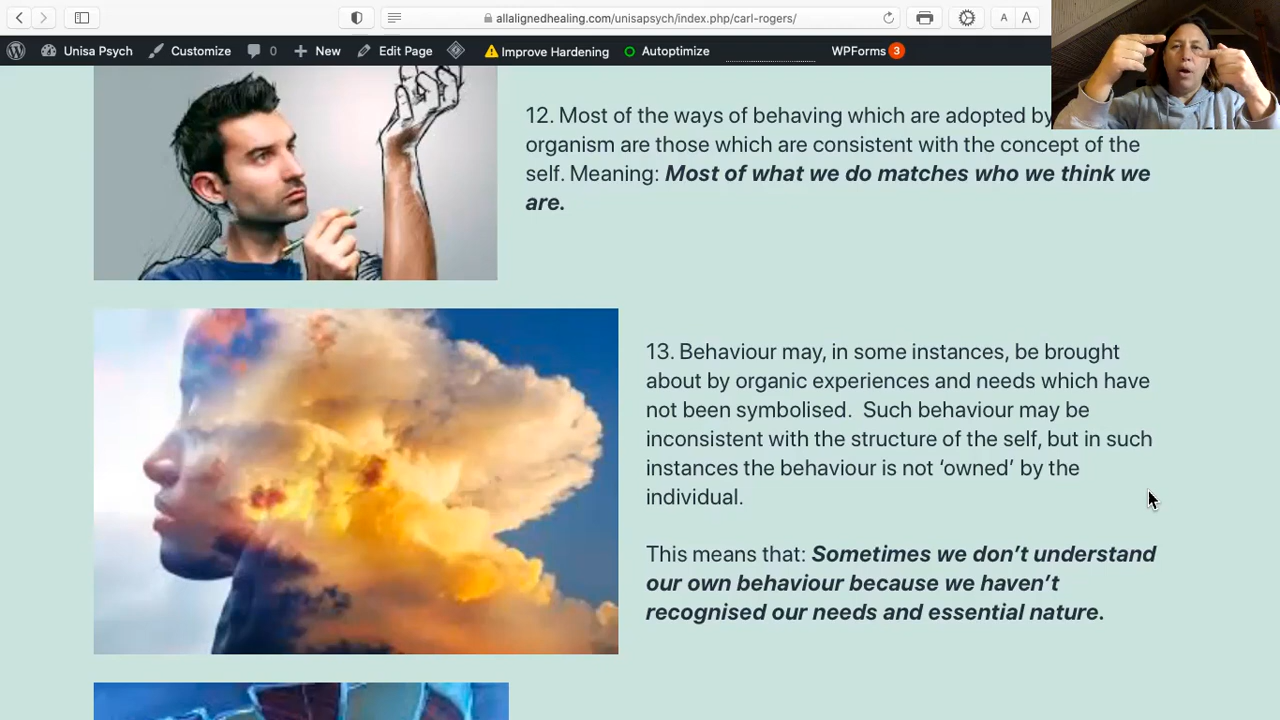 allalignedhealing.com/unisapsych/index.php/carl-rogers/
A A
Unisa Psych Customize 0 New Edit Page Improve Hardening Autoptimize WPForms 3
12. Most of the ways of behaving which are adopted by
organism are those which are consistent with the concept of the
self. Meaning: Most of what we do matches who we think we
are.
13. Behaviour may, in some instances, be brought
about by organic experiences and needs which have
not been symbolised.  Such behaviour may be
inconsistent with the structure of the self, but in such
instances the behaviour is not ‘owned’ by the
individual.
This means that: Sometimes we don’t understand
our own behaviour because we haven’t
recognised our needs and essential nature.